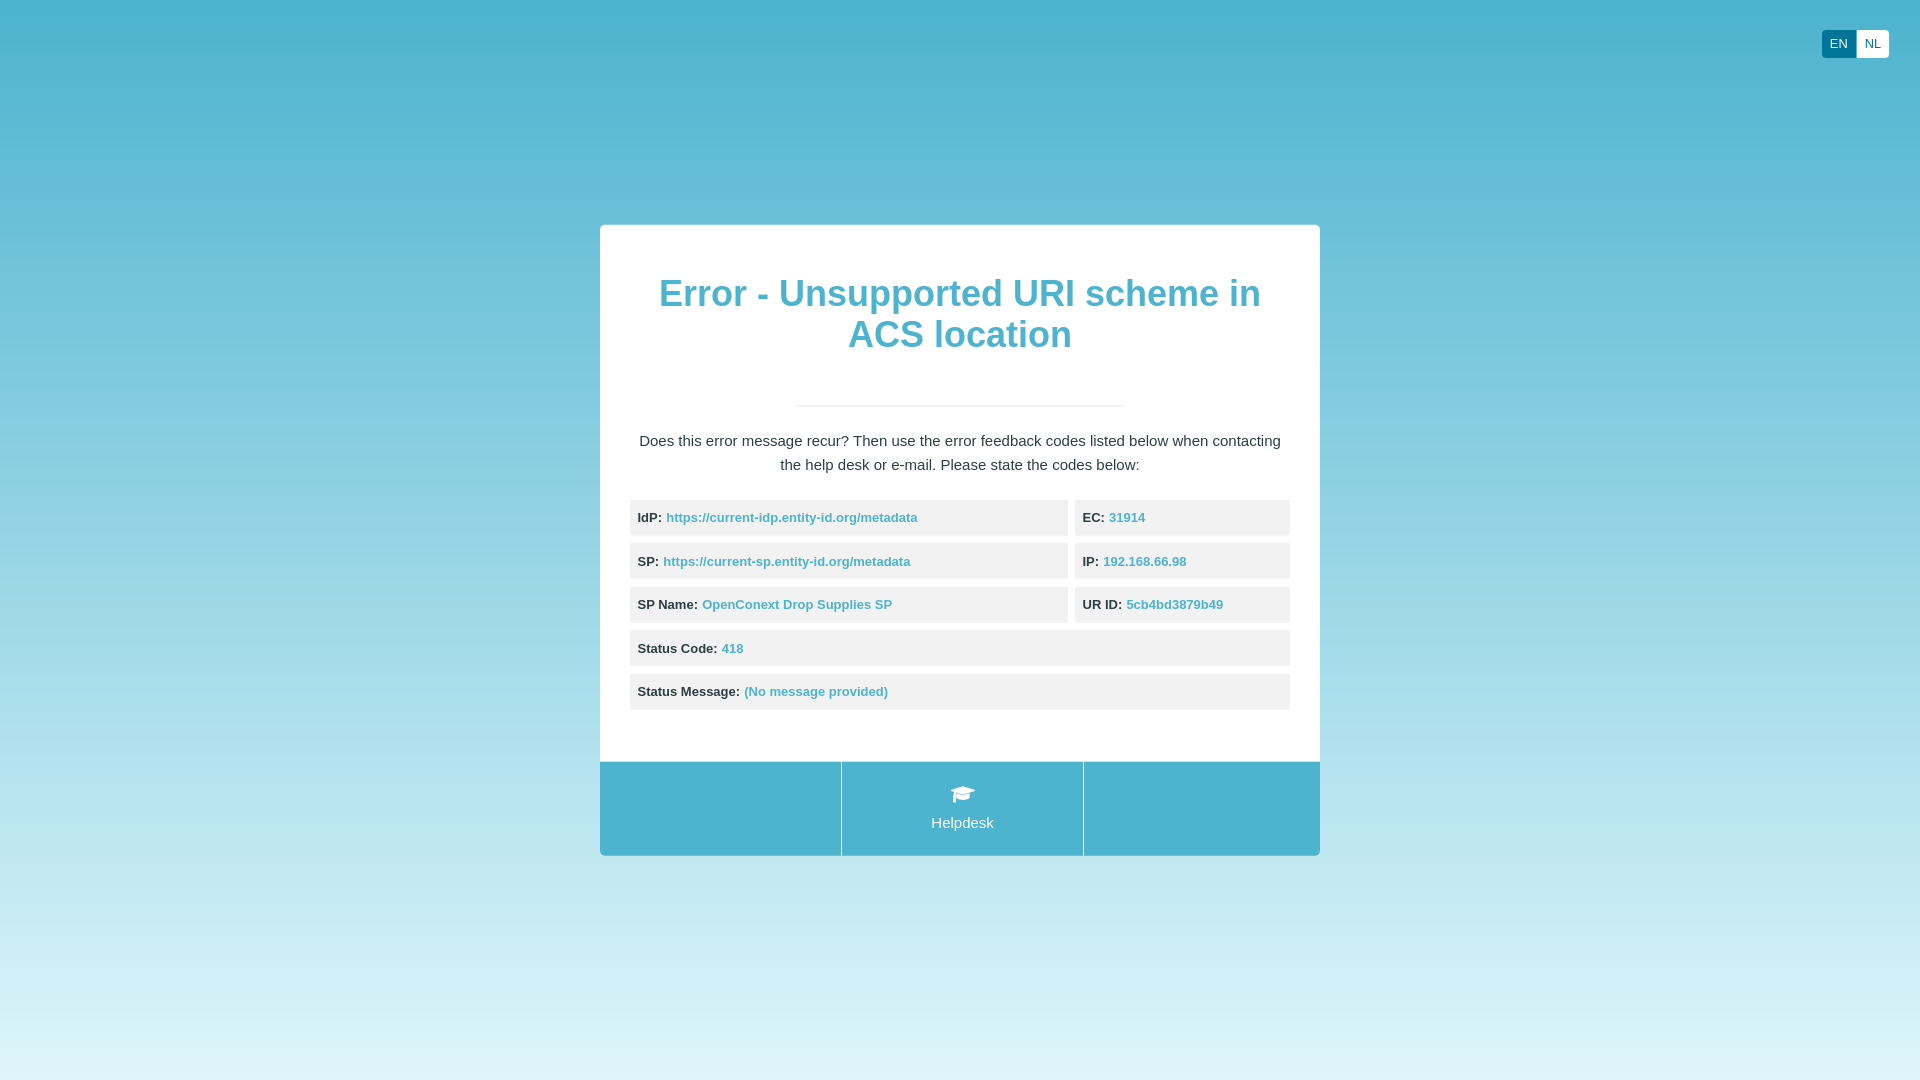 EN NL
Error - Unsupported URI scheme in
ACS location
Does this error message recur? Then use the error feedback codes listed below when contacting
the help desk or e-mail. Please state the codes below:
IdP: https://current-idp.entity-id.org/metadata
EC: 31914
SP: https://current-sp.entity-id.org/metadata
IP: 192.168.66.98
SP Name: OpenConext Drop Supplies SP
UR ID: 5cb4bd3879b49
Status Code: 418
Status Message: (No message provided)
Helpdesk